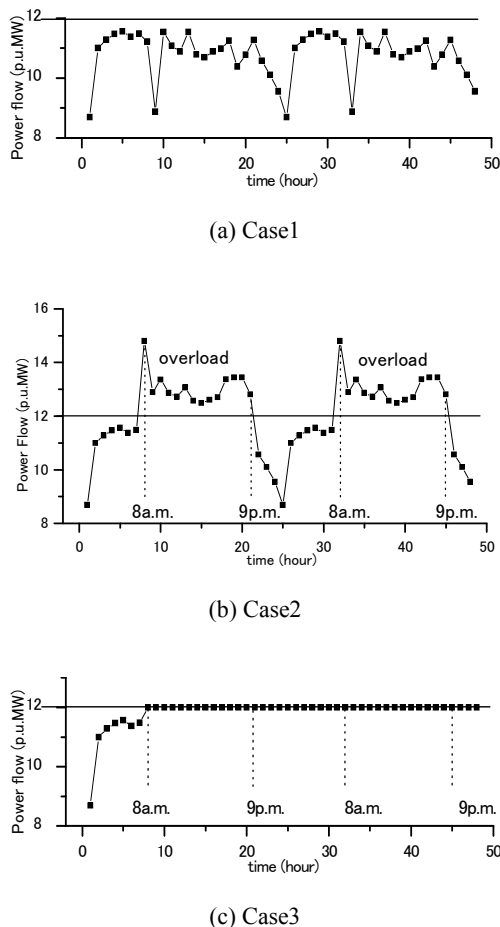 12
10
8
Power flow (p.u.MW)
0 10 20 30 40 50
time (hour)
(a) Case1
16
14
12
10
8
Power Flow (p.u.MW)
overload
overload
8a.m.
9p.m.
8a.m.
9p.m.
0 10 20 30 40 50
time (hour)
(b) Case2
12
10
8
Power flow (p.u.MW)
8a.m.
9p.m.
8a.m.
9p.m.
0 10 20 30 40 50
time (hour)
(c) Case3